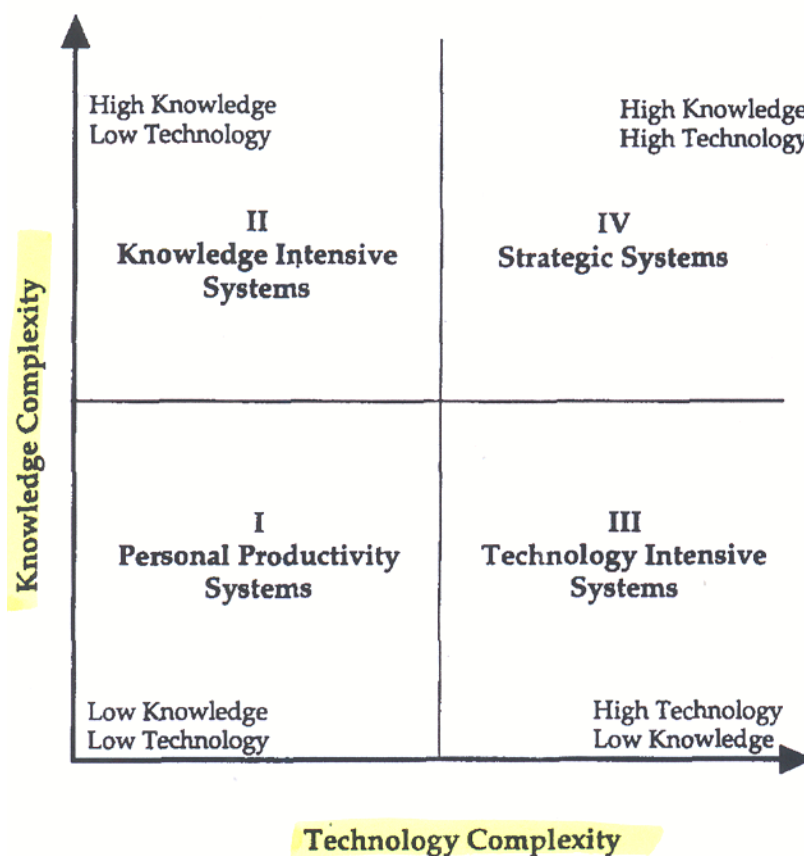 High Knowledge
Low Technology
High Knowledge
High Technology
II
Knowledge Intensive
Systems
IV
Strategic Systems
Knowledge Complexity
I
Personal Productivity
Systems
III
Technology Intensive
Systems
Low Knowledge
Low Technology
High Technology
Low Knowledge
Technology Complexity